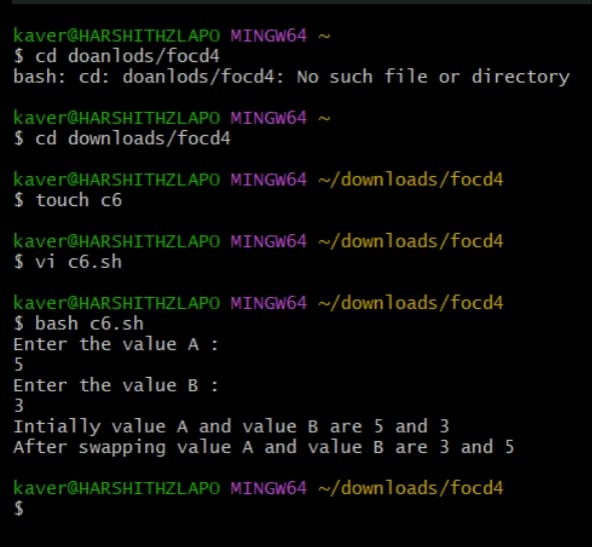 kaver@HARSHITHZLAPO MINGW64 ~
$ cd doanlods/focd4
bash: cd: doanlods/focd4: No such file or directory
kaver@HARSHITHZLAPO MINGW64 ~
$ cd downloads/focd4
kaver@HARSHITHZLAPO MINGW64 ~/downloads/focd4
$ touch c6
kaver@HARSHITHZLAPO MINGW64 ~/downloads/focd4
$ vi c6.sh
kaver@HARSHITHZLAPO MINGW64 ~/downloads/focd4
$ bash c6.sh
Enter the value A :
5
Enter the value B :
3
Intially value A and value B are 5 and 3
After swapping value A and value B are 3 and 5
kaver@HARSHITHZLAPO MINGW64 ~/downloads/focd4
$